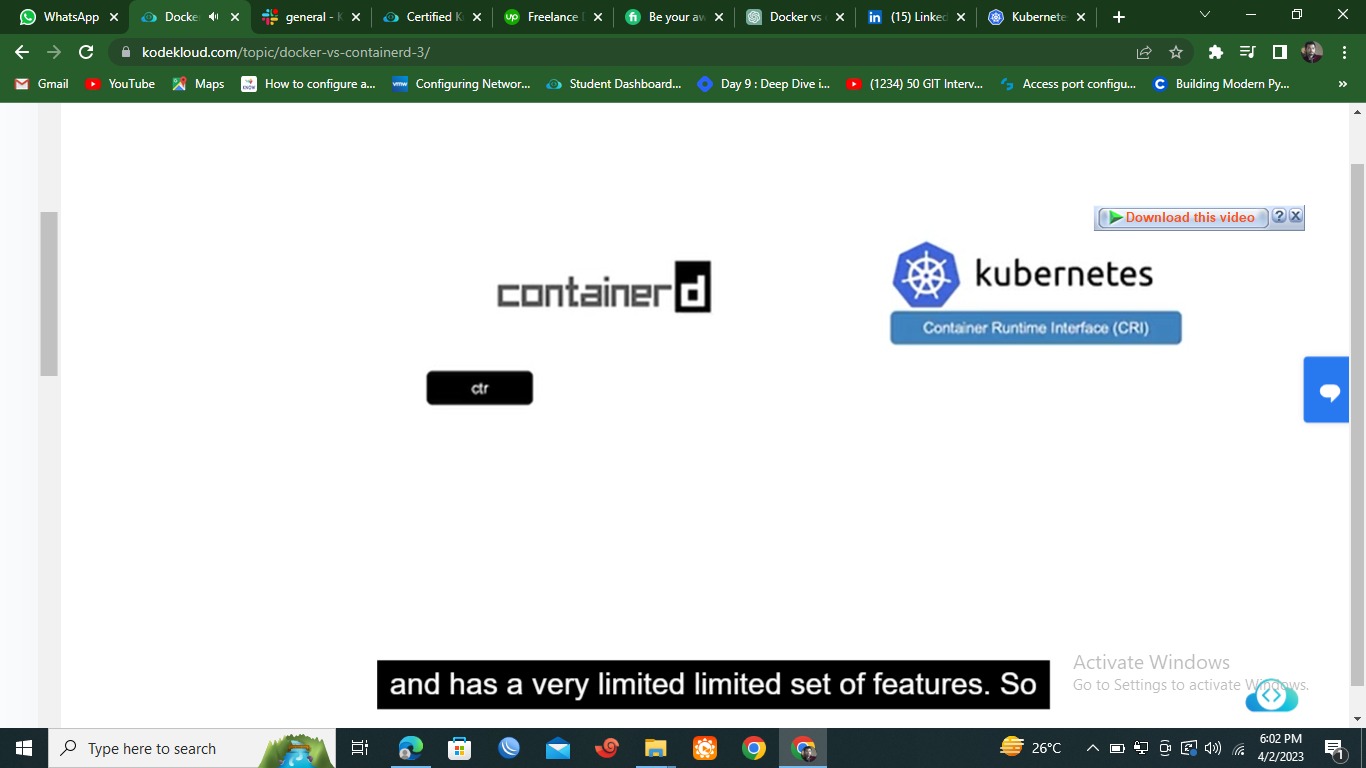 WhatsApp
Docke
general - K
Certified K
Freelance
Be your aw
Docker vs
(15) Linked
Kubernete
kodekloud.com/topic/docker-vs-containerd-3/
Gmail
YouTube
Maps
How to configure a...
Configuring Networ...
Student Dashboard...
Day 9 : Deep Dive i...
(1234) 50 GIT Interv...
Access port configu...
Building Modern Py...
Download this video
containerd
kubernetes
Container Runtime Interface (CRI)
ctr
and has a very limited limited set of features. So
Activate Windows
Go to Settings to activate Windows.
Type here to search
26°C
6:02 PM
4/2/2023
1